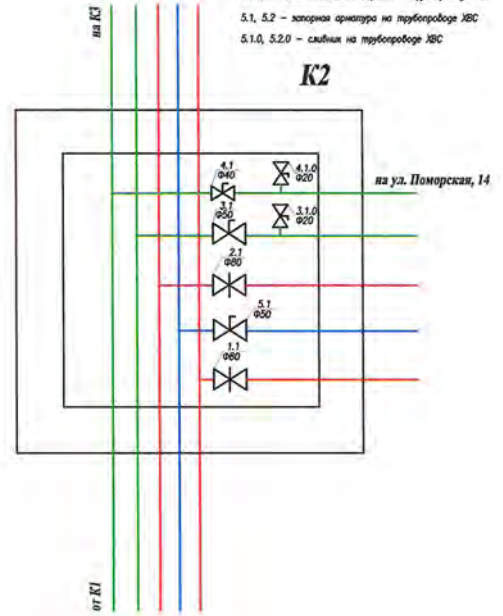 5.1, 5.2 – запорная арматура на трубопроводе ХВС
5.1.0, 5.2.0 – сливник на трубопроводе ХВС
К2
на К3
4.1
Ф40
4.1.0
Ф20
на ул. Поморская, 14
3.1
Ф50
3.1.0
Ф20
2.1
Ф80
5.1
Ф50
1.1
Ф80
от К1